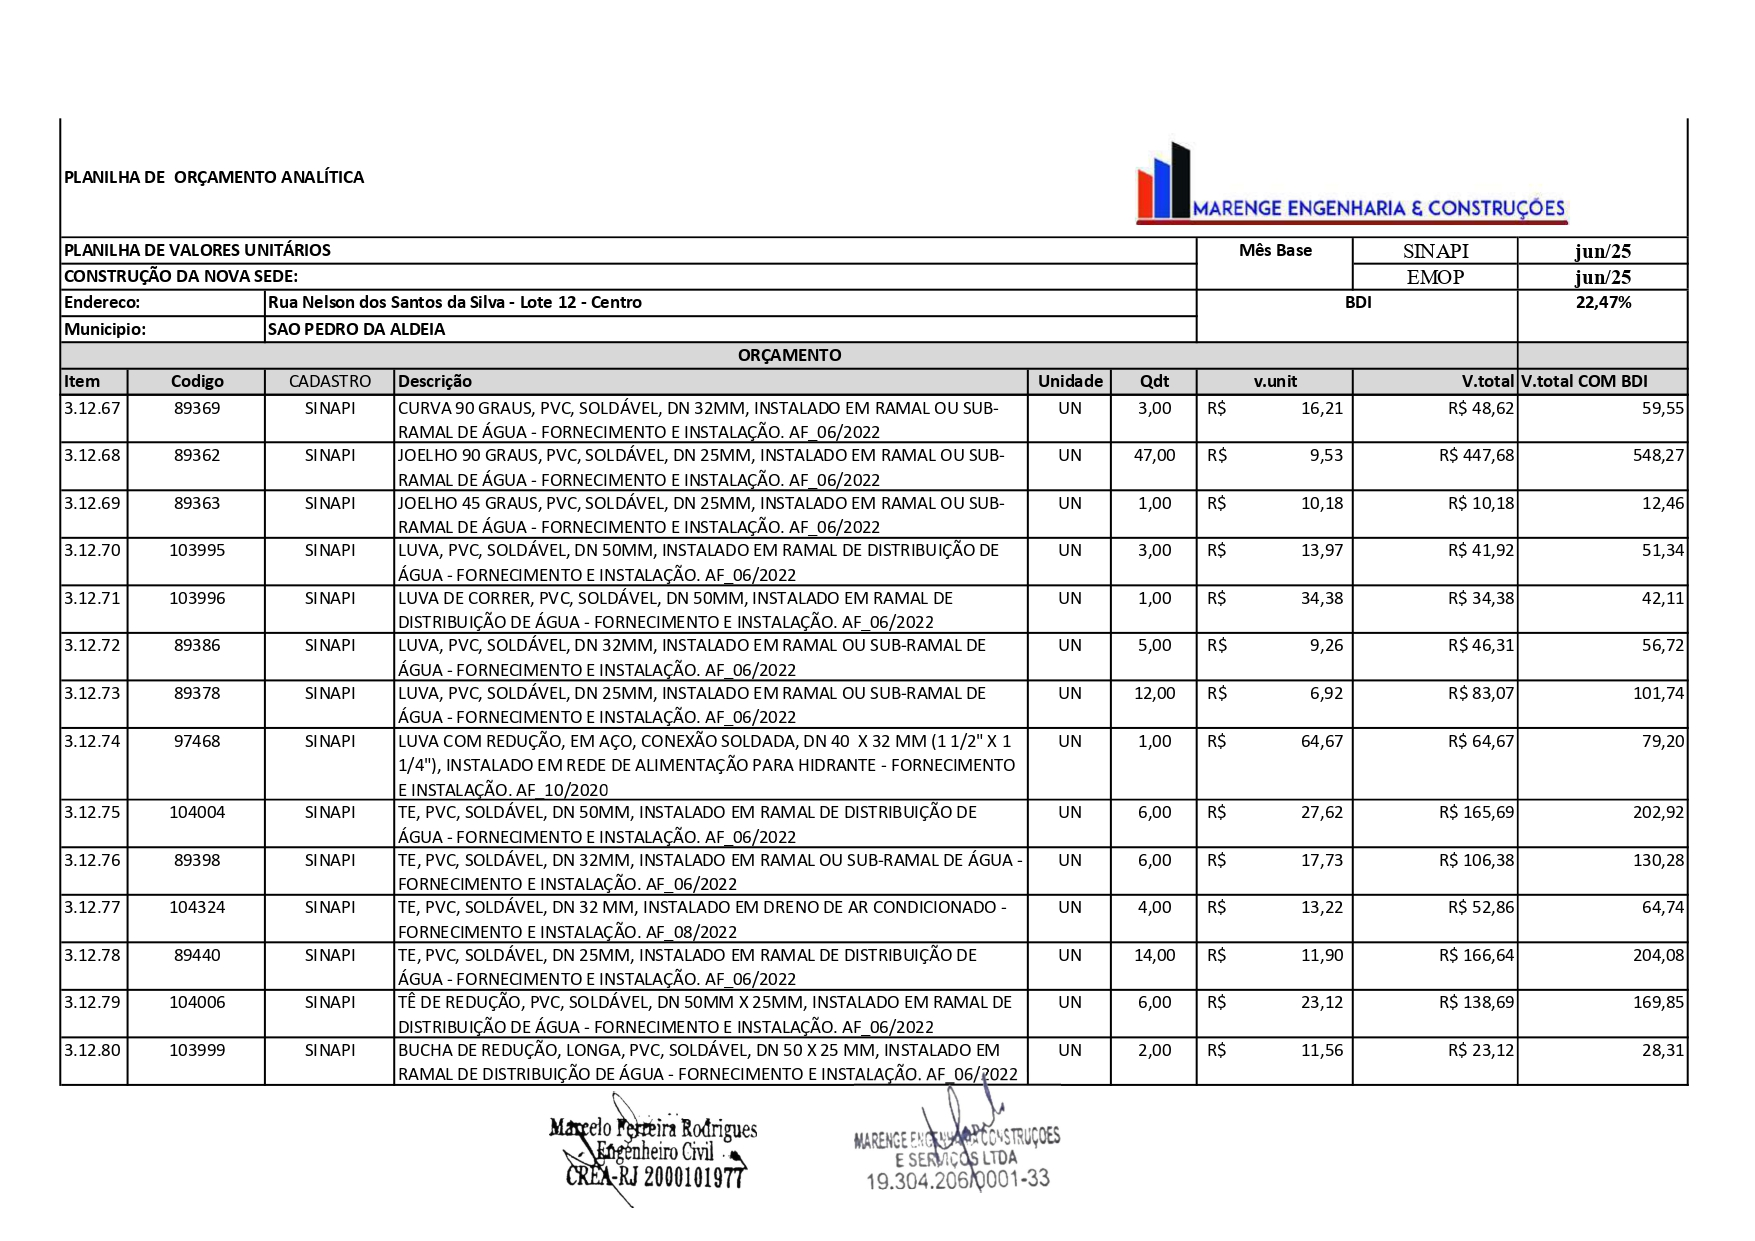 PLANILHA DE ORÇAMENTO ANALÍTICA
MARENGE ENGENHARIA & CONSTRUÇÕES
PLANILHA DE VALORES UNITÁRIOS Mês Base SINAPI jun/25
CONSTRUÇÃO DA NOVA SEDE: EMOP jun/25
Endereco: Rua Nelson dos Santos da Silva - Lote 12 - Centro BDI 22,47%
Municipio: SAO PEDRO DA ALDEIA
ORÇAMENTO
Item Codigo CADASTRO Descrição Unidade Qdt v.unit V.total V.total COM BDI
3.12.67 89369 SINAPI CURVA 90 GRAUS, PVC, SOLDÁVEL, DN 32MM, INSTALADO EM RAMAL OU SUB- UN 3,00 R$ 16,21 R$ 48,62 59,55
RAMAL DE ÁGUA - FORNECIMENTO E INSTALAÇÃO. AF_06/2022
3.12.68 89362 SINAPI JOELHO 90 GRAUS, PVC, SOLDÁVEL, DN 25MM, INSTALADO EM RAMAL OU SUB- UN 47,00 R$ 9,53 R$ 447,68 548,27
RAMAL DE ÁGUA - FORNECIMENTO E INSTALAÇÃO. AF_06/2022
3.12.69 89363 SINAPI JOELHO 45 GRAUS, PVC, SOLDÁVEL, DN 25MM, INSTALADO EM RAMAL OU SUB- UN 1,00 R$ 10,18 R$ 10,18 12,46
RAMAL DE ÁGUA - FORNECIMENTO E INSTALAÇÃO. AF_06/2022
3.12.70 103995 SINAPI LUVA, PVC, SOLDÁVEL, DN 50MM, INSTALADO EM RAMAL DE DISTRIBUIÇÃO DE UN 3,00 R$ 13,97 R$ 41,92 51,34
ÁGUA - FORNECIMENTO E INSTALAÇÃO. AF_06/2022
3.12.71 103996 SINAPI LUVA DE CORRER, PVC, SOLDÁVEL, DN 50MM, INSTALADO EM RAMAL DE UN 1,00 R$ 34,38 R$ 34,38 42,11
DISTRIBUIÇÃO DE ÁGUA - FORNECIMENTO E INSTALAÇÃO. AF_06/2022
3.12.72 89386 SINAPI LUVA, PVC, SOLDÁVEL, DN 32MM, INSTALADO EM RAMAL OU SUB-RAMAL DE UN 5,00 R$ 9,26 R$ 46,31 56,72
ÁGUA - FORNECIMENTO E INSTALAÇÃO. AF_06/2022
3.12.73 89378 SINAPI LUVA, PVC, SOLDÁVEL, DN 25MM, INSTALADO EM RAMAL OU SUB-RAMAL DE UN 12,00 R$ 6,92 R$ 83,07 101,74
ÁGUA - FORNECIMENTO E INSTALAÇÃO. AF_06/2022
3.12.74 97468 SINAPI LUVA COM REDUÇÃO, EM AÇO, CONEXÃO SOLDADA, DN 40 X 32 MM (1 1/2" X 1 UN 1,00 R$ 64,67 R$ 64,67 79,20
1/4"), INSTALADO EM REDE DE ALIMENTAÇÃO PARA HIDRANTE - FORNECIMENTO
E INSTALAÇÃO. AF_10/2020
3.12.75 104004 SINAPI TE, PVC, SOLDÁVEL, DN 50MM, INSTALADO EM RAMAL DE DISTRIBUIÇÃO DE UN 6,00 R$ 27,62 R$ 165,69 202,92
ÁGUA - FORNECIMENTO E INSTALAÇÃO. AF_06/2022
3.12.76 89398 SINAPI TE, PVC, SOLDÁVEL, DN 32MM, INSTALADO EM RAMAL OU SUB-RAMAL DE ÁGUA - UN 6,00 R$ 17,73 R$ 106,38 130,28
FORNECIMENTO E INSTALAÇÃO. AF_06/2022
3.12.77 104324 SINAPI TE, PVC, SOLDÁVEL, DN 32 MM, INSTALADO EM DRENO DE AR CONDICIONADO - UN 4,00 R$ 13,22 R$ 52,86 64,74
FORNECIMENTO E INSTALAÇÃO. AF_08/2022
3.12.78 89440 SINAPI TE, PVC, SOLDÁVEL, DN 25MM, INSTALADO EM RAMAL DE DISTRIBUIÇÃO DE UN 14,00 R$ 11,90 R$ 166,64 204,08
ÁGUA - FORNECIMENTO E INSTALAÇÃO. AF_06/2022
3.12.79 104006 SINAPI TÊ DE REDUÇÃO, PVC, SOLDÁVEL, DN 50MM X 25MM, INSTALADO EM RAMAL DE UN 6,00 R$ 23,12 R$ 138,69 169,85
DISTRIBUIÇÃO DE ÁGUA - FORNECIMENTO E INSTALAÇÃO. AF_06/2022
3.12.80 103999 SINAPI BUCHA DE REDUÇÃO, LONGA, PVC, SOLDÁVEL, DN 50 X 25 MM, INSTALADO EM UN 2,00 R$ 11,56 R$ 23,12 28,31
RAMAL DE DISTRIBUIÇÃO DE ÁGUA - FORNECIMENTO E INSTALAÇÃO. AF_06/2022
Marcelo Ferreira Rodrigues
Engenheiro Civil
CREA-RJ 2000101977
MARENGE ENGENHARIA CONSTRUÇOES
E SERVIÇOS LTDA
19.304.206/0001-33